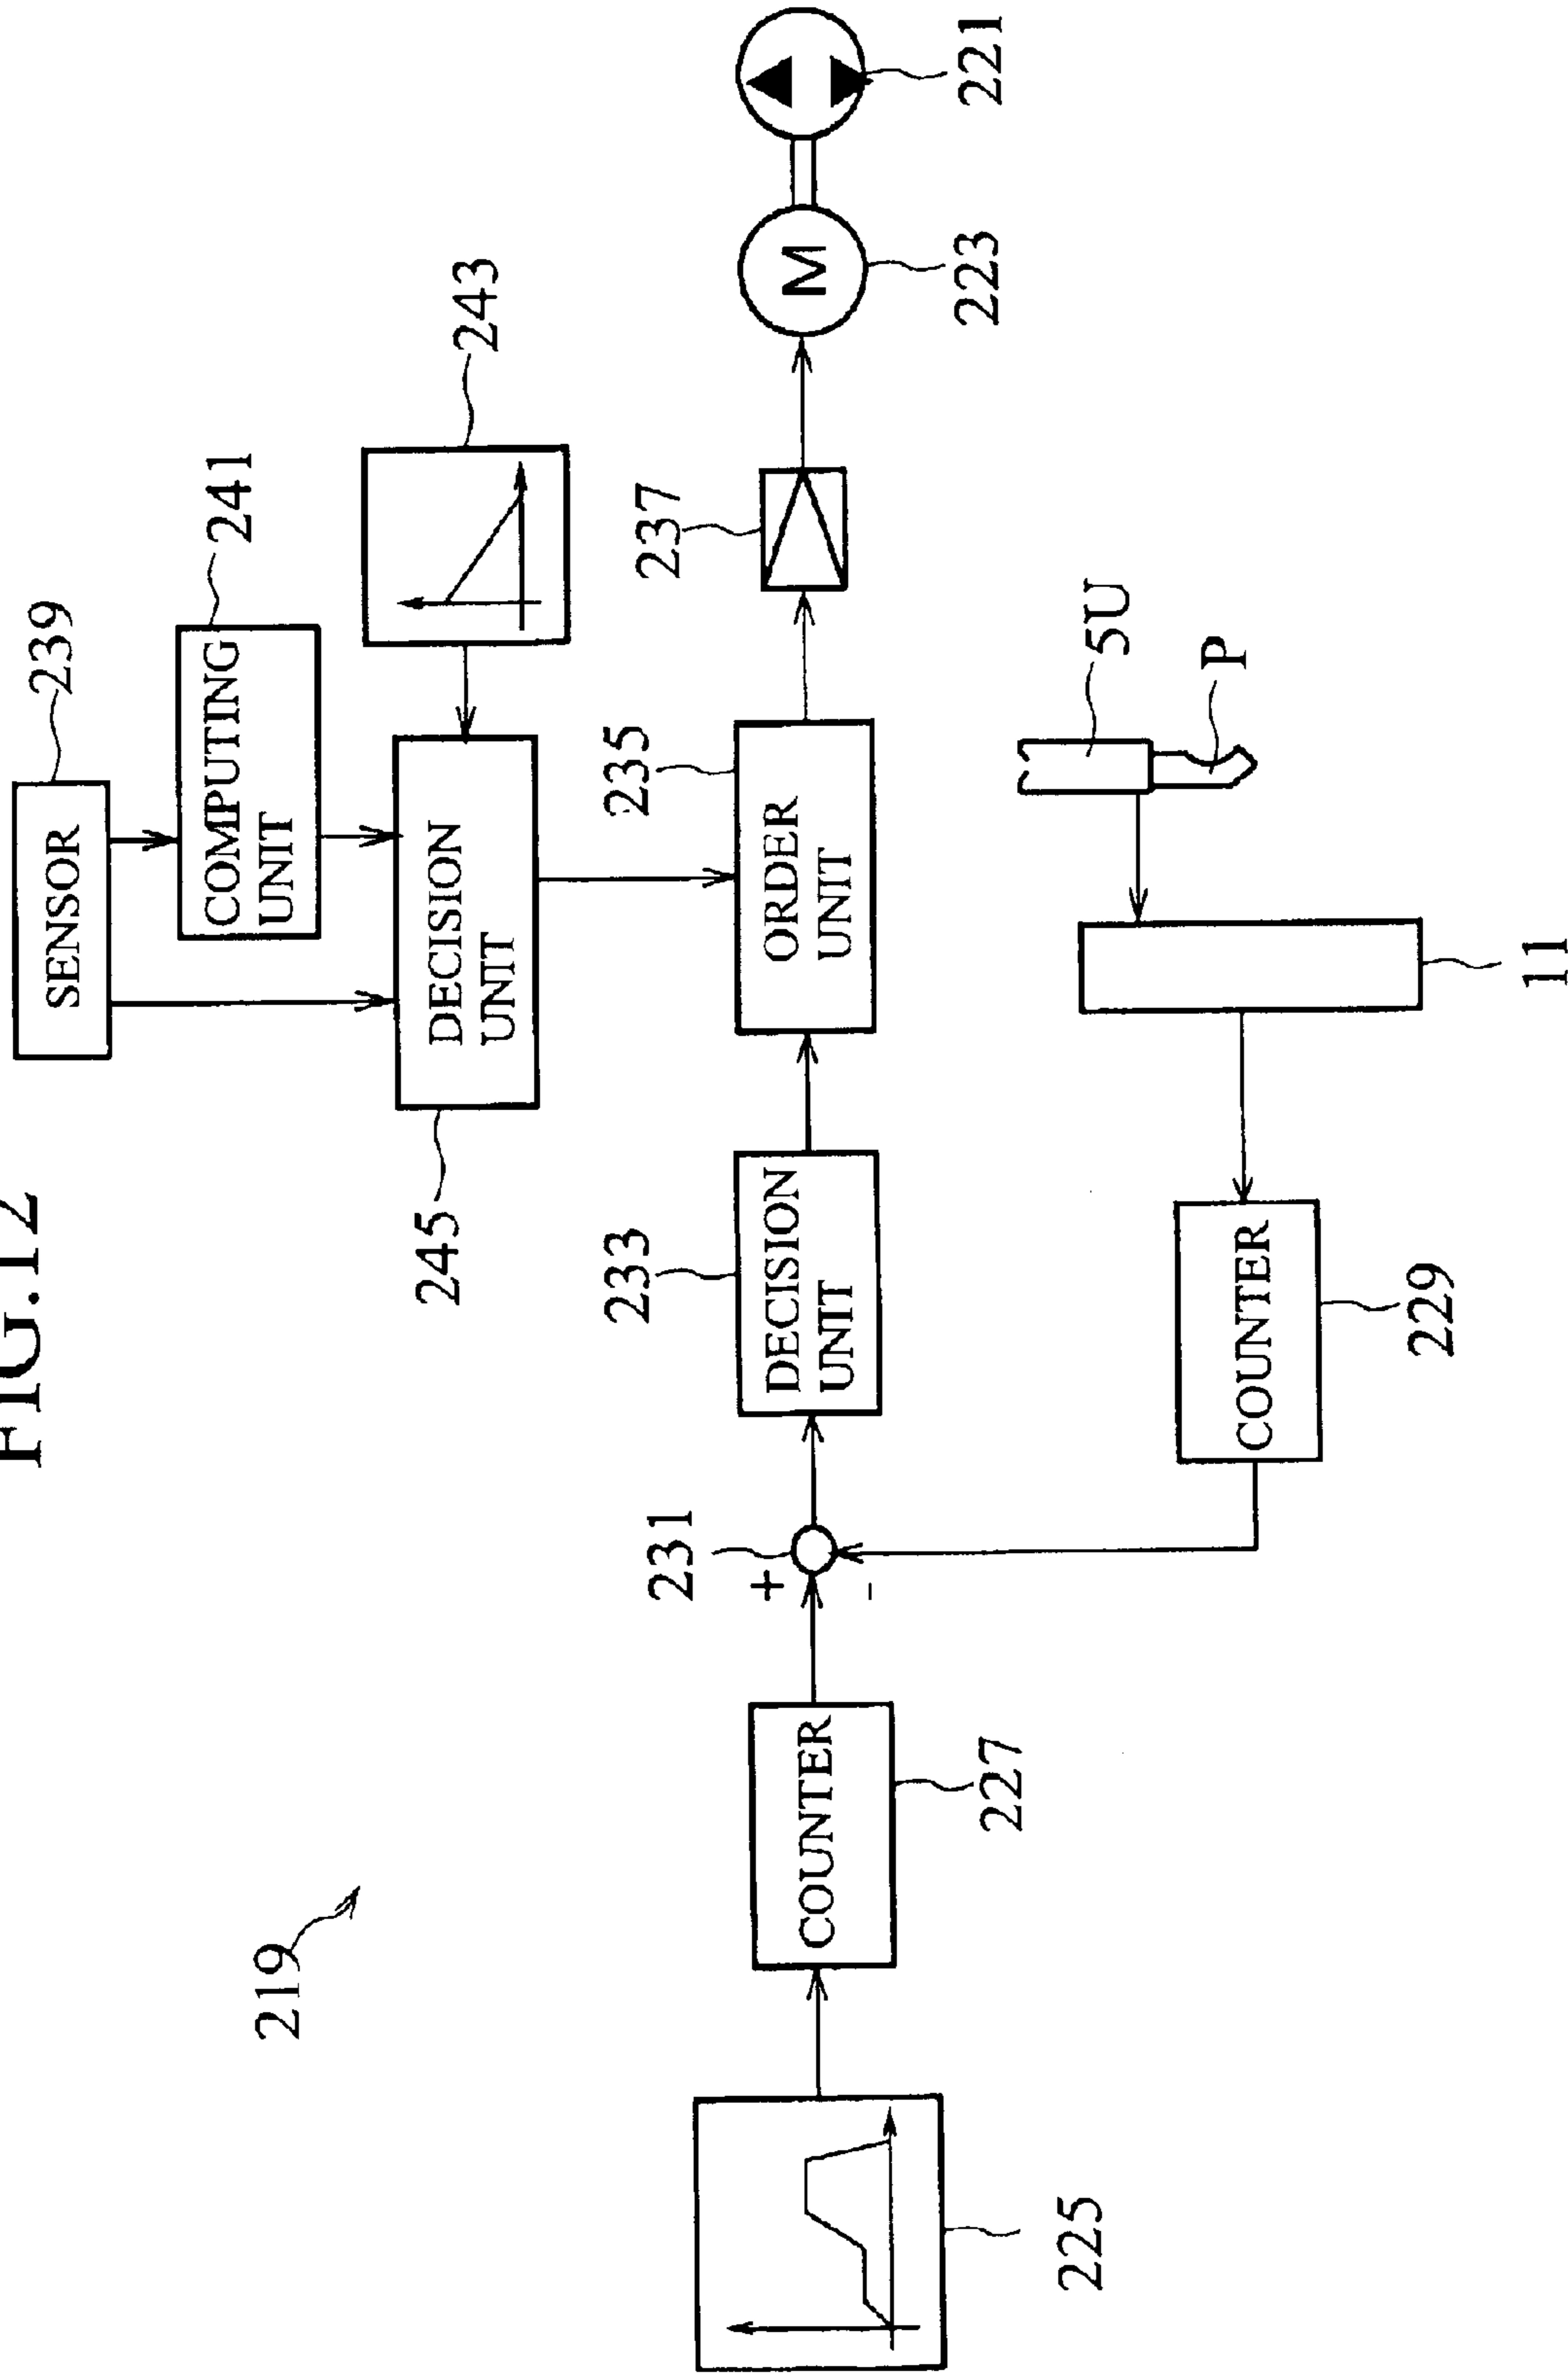 FIG.12
219
SENSOR
239
COMPUTING
UNIT
241
243
DECISION
UNIT
245
225
COUNTER
227
+
-
231
DECISION
UNIT
233
ORDER
UNIT
235
237
M
223
221
COUNTER
229
11
5U
P